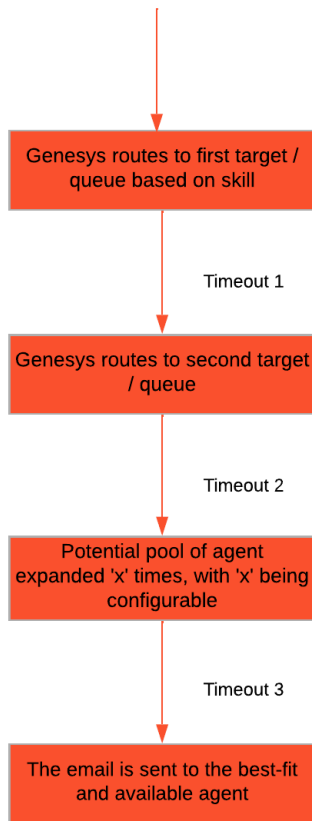 Genesys routes to first target /
queue based on skill
Timeout 1
Genesys routes to second target
/ queue
Timeout 2
Potential pool of agent
expanded 'x' times, with 'x' being
configurable
Timeout 3
The email is sent to the best-fit
and available agent